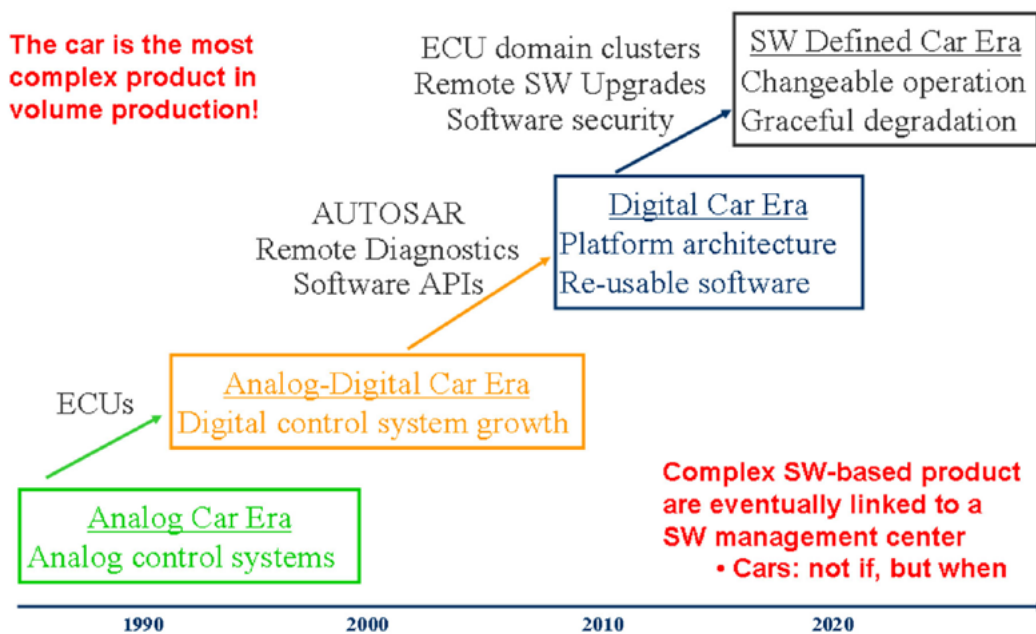 The car is the most
complex product in
volume production!
ECU domain clusters
Remote SW Upgrades
Software security
SW Defined Car Era
Changeable operation
Graceful degradation
AUTOSAR
Remote Diagnostics
Software APIs
Digital Car Era
Platform architecture
Re-usable software
ECUs
Analog-Digital Car Era
Digital control system growth
Analog Car Era
Analog control systems
Complex SW-based product
are eventually linked to a
SW management center
• Cars: not if, but when
1990
2000
2010
2020